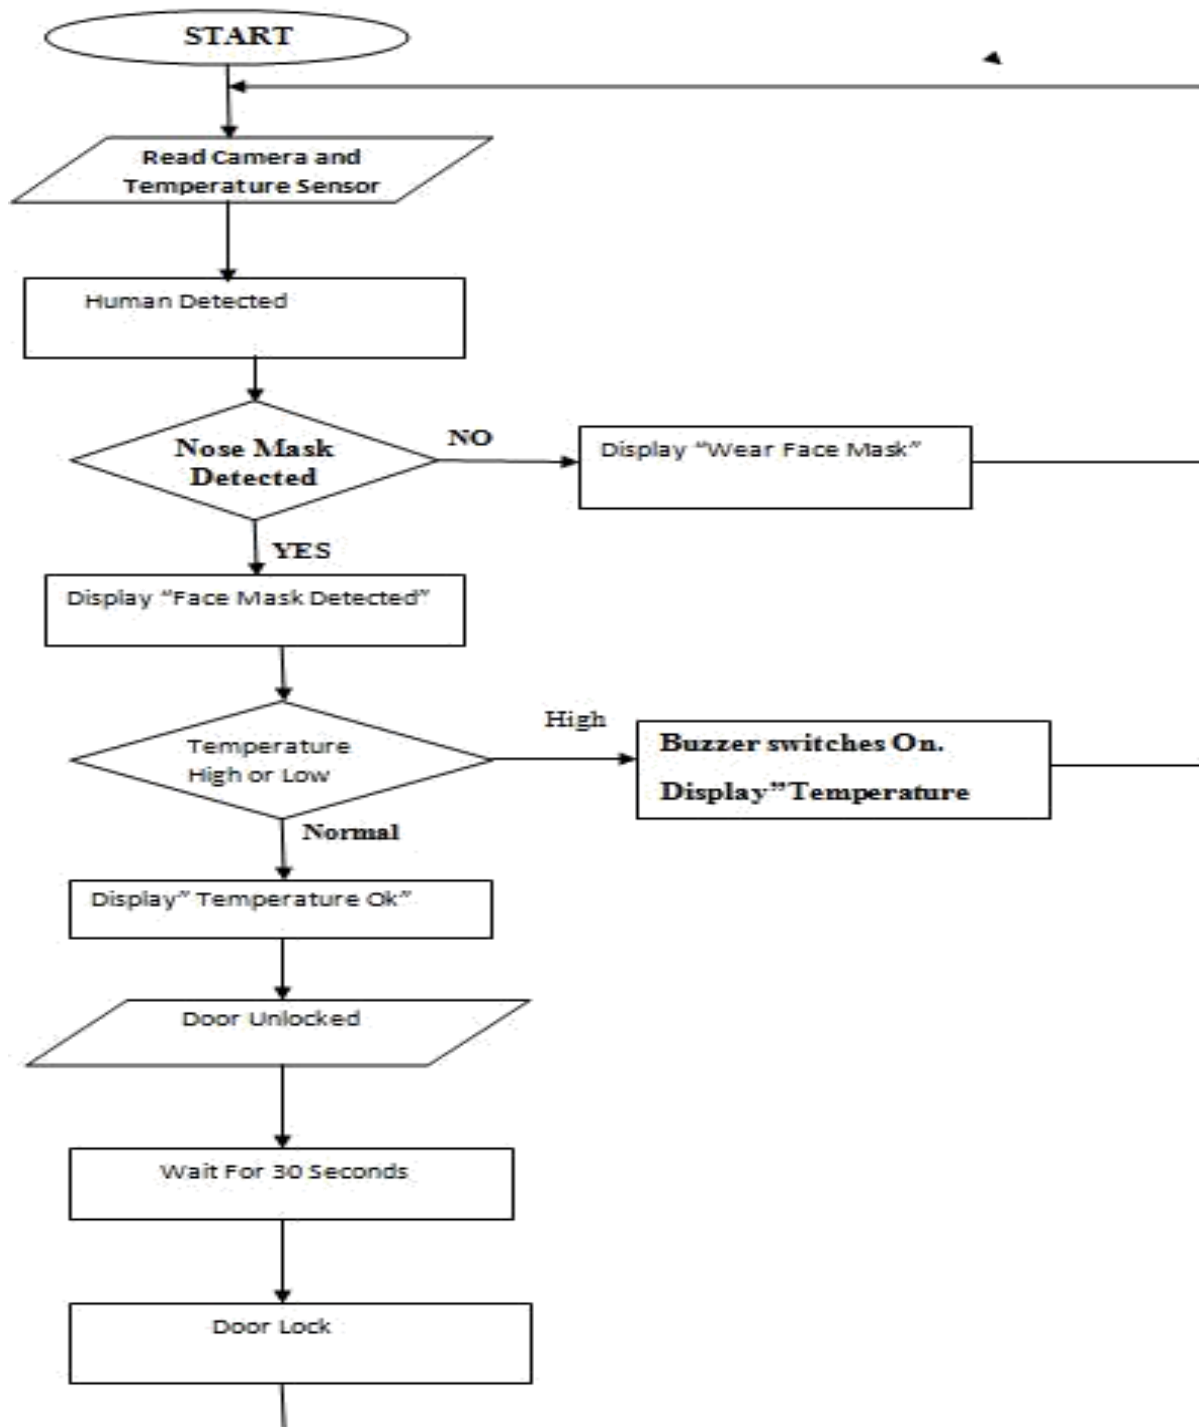 START
Read Camera and
Temperature Sensor
Human Detected
Nose Mask
Detected
NO
Display “Wear Face Mask”
YES
Display “Face Mask Detected”
Temperature
High or Low
High
Buzzer switches On.
Display” Temperature
Normal
Display” Temperature Ok”
Door Unlocked
Wait For 30 Seconds
Door Lock